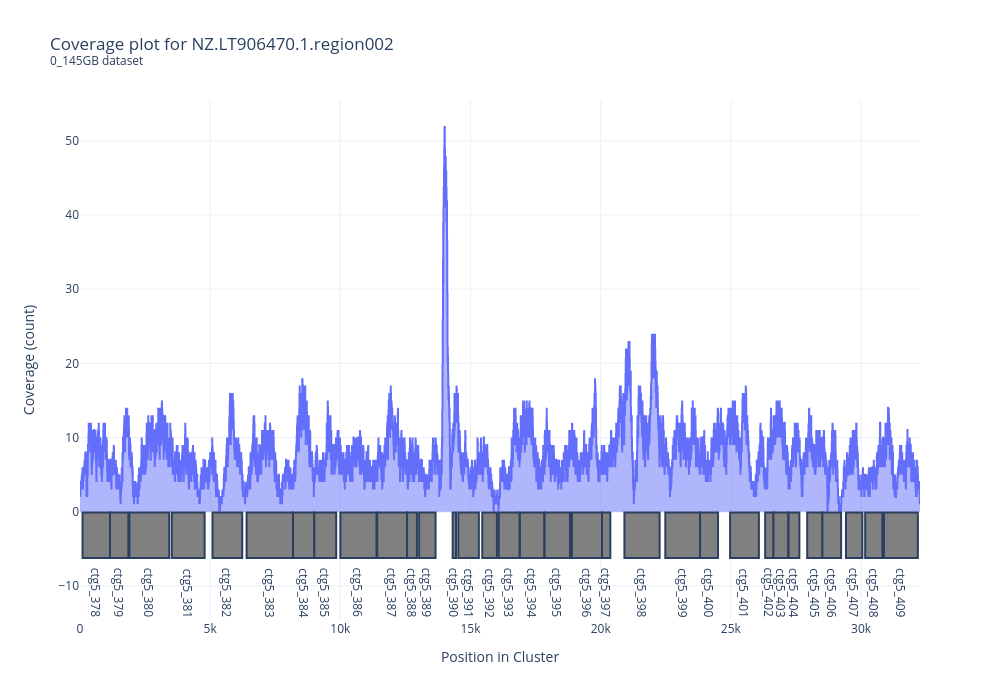 Coverage plot for NZ.LT906470.1.region002
0_145GB dataset
50
40
30
20
10
0
−10
Coverage (count)
ctg5_378
ctg5_379
ctg5_380
ctg5_381
ctg5_382
ctg5_383
ctg5_384
ctg5_385
ctg5_386
ctg5_387
ctg5_388
ctg5_389
ctg5_390
ctg5_391
ctg5_392
ctg5_393
ctg5_394
ctg5_395
ctg5_396
ctg5_397
ctg5_398
ctg5_399
ctg5_400
ctg5_401
ctg5_402
ctg5_403
ctg5_404
ctg5_405
ctg5_406
ctg5_407
ctg5_408
ctg5_409
0
5k
10k
15k
20k
25k
30k
Position in Cluster